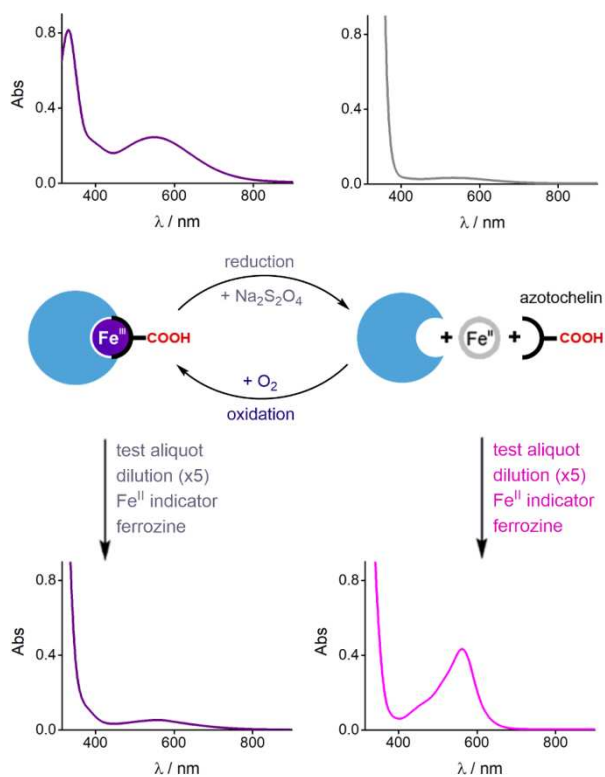 0.8
0.4
0.0
Abs
400 600 800
λ / nm
0.8
0.4
0.0
Abs
400 600 800
λ / nm
reduction
+ Na₂S₂O₄
Feᴵᴵᴵ
COOH
+ O₂
oxidation
+
Feᴵᴵ
+
azotochelin
COOH
test aliquot
dilution (x5)
Feᴵᴵ indicator
ferrozine
test aliquot
dilution (x5)
Feᴵᴵ indicator
ferrozine
0.8
0.4
0.0
Abs
400 600 800
λ / nm
0.8
0.4
0.0
Abs
400 600 800
λ / nm